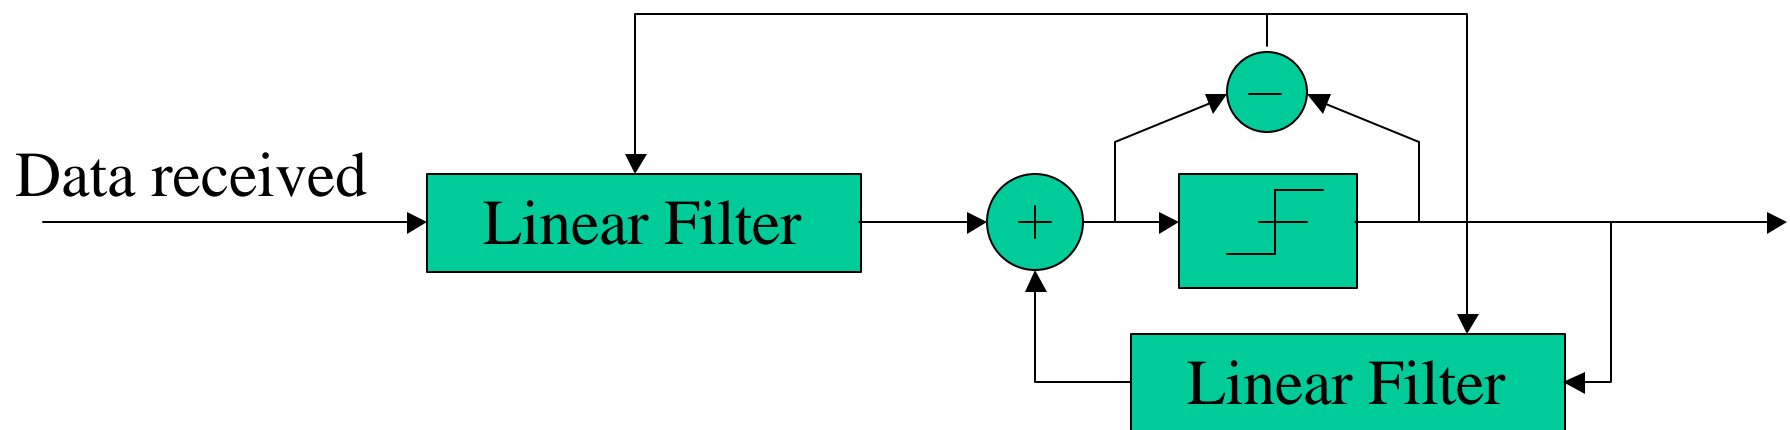 Data received
Linear Filter
+
−
Linear Filter